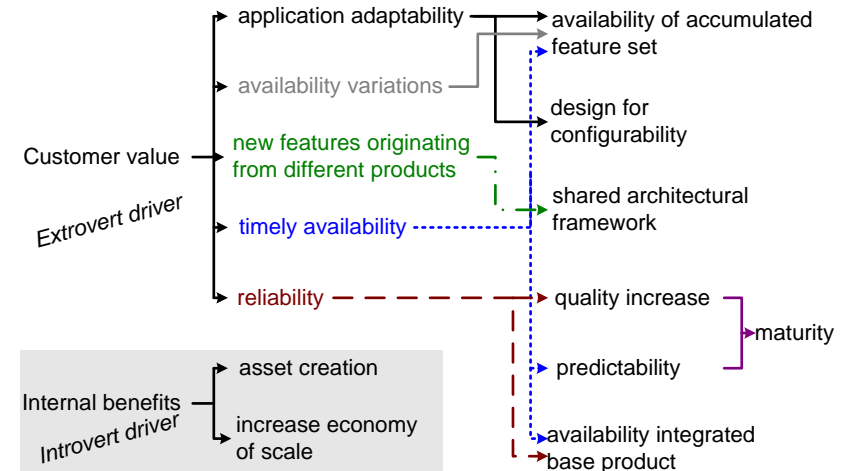 application adaptability
availability of accumulated
feature set
availability variations
design for
configurability
Customer value
new features originating
from different products
Extrovert driver
shared architectural
framework
timely availability
reliability
quality increase
maturity
asset creation
predictability
Internal benefits
Introvert driver
increase economy
of scale
availability integrated
base product